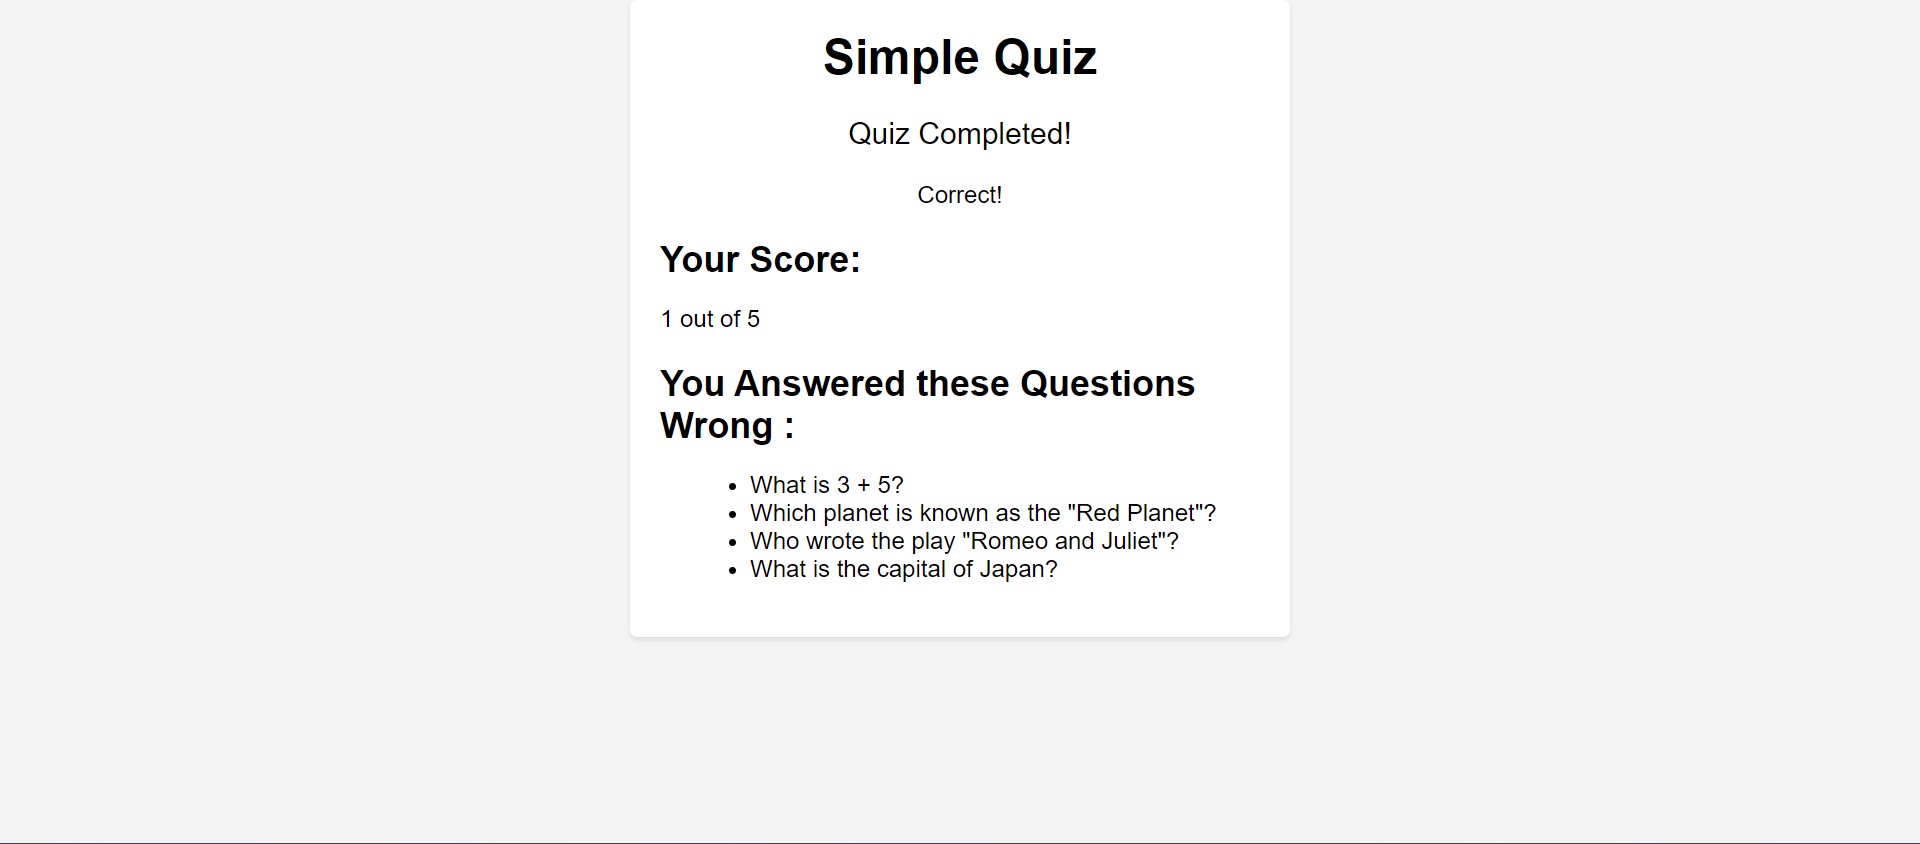 Simple Quiz
Quiz Completed!
Correct!
Your Score:
1 out of 5
You Answered these Questions
Wrong :
What is 3 + 5?
Which planet is known as the "Red Planet"?
Who wrote the play "Romeo and Juliet"?
What is the capital of Japan?